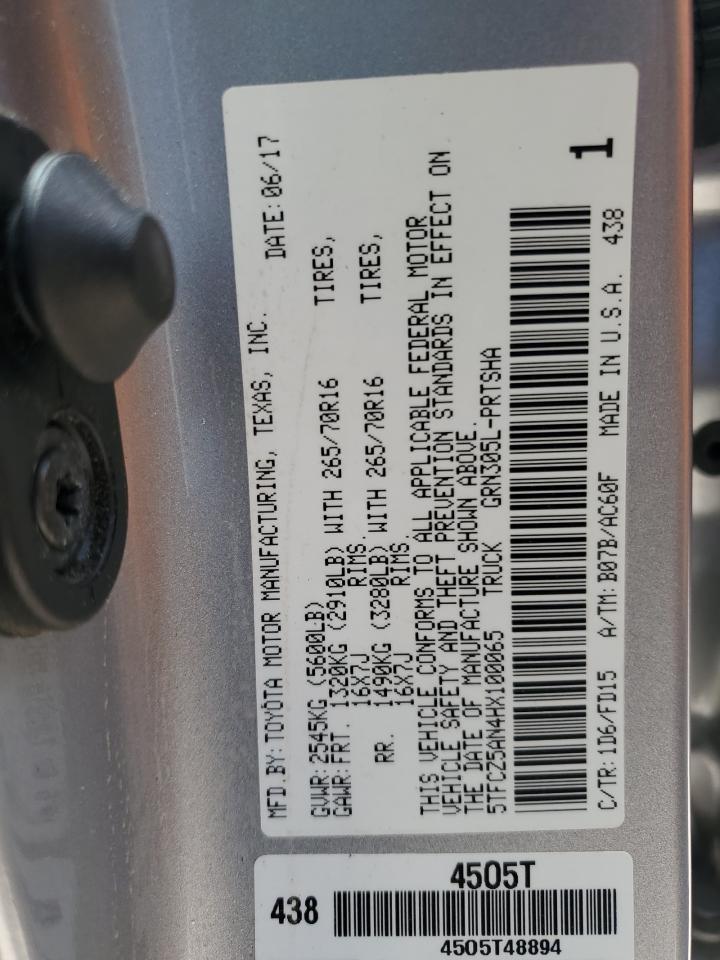 MFD.BY:TOYOTA MOTOR MANUFACTURING, TEXAS, INC. DATE:06/17
GVWR:2545KG (5600LB)
GAWR:FRT. 1320KG (2910LB) WITH 265/70R16 TIRES,
16X7J RIMS.
RR. 1490KG (3280LB) WITH 265/70R16 TIRES,
16X7J RIMS.
THIS VEHICLE CONFORMS TO ALL APPLICABLE FEDERAL MOTOR
VEHICLE SAFETY AND THEFT PREVENTION STANDARDS IN EFFECT ON
THE DATE OF MANUFACTURE SHOWN ABOVE.
5TFCZ5AN4HX100065 TRUCK GRN305L-PRTSHA
1
C/TR:1D6/FD15 A/TM:B07B/AC60F MADE IN U.S.A. 438
4505T
438
4505T48894